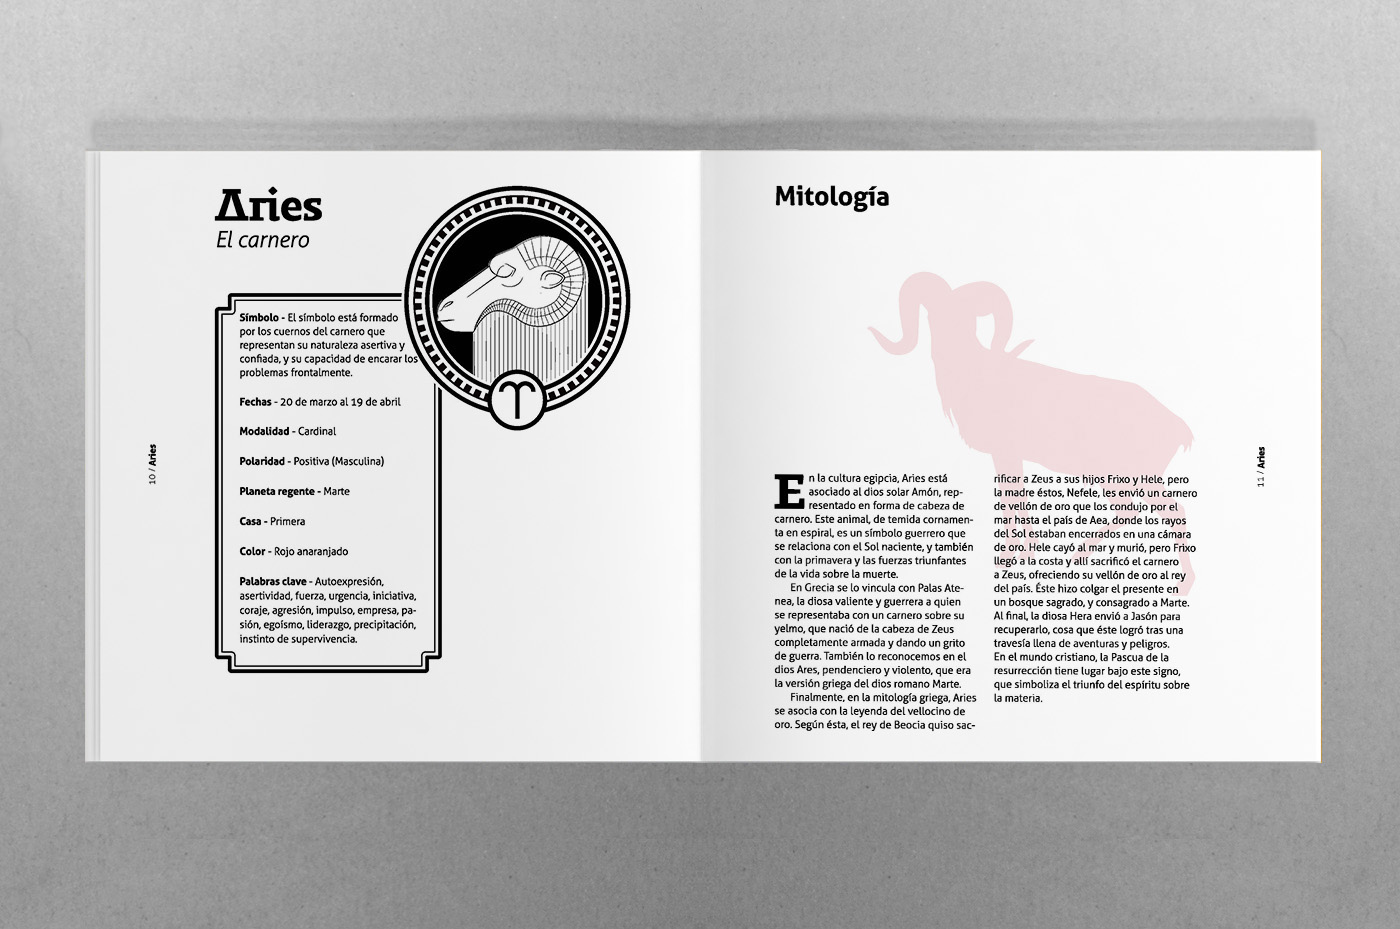 Aries
El carnero
Símbolo - El símbolo está formado
por los cuernos del carnero que
representan su naturaleza asertiva y
confiada, y su capacidad de encarar los
problemas frontalmente.
Fechas - 20 de marzo al 19 de abril
Modalidad - Cardinal
Polaridad - Positiva (Masculina)
Planeta regente - Marte
Casa - Primera
Color - Rojo anaranjado
Palabras clave - Autoexpresión,
asertividad, fuerza, urgencia, iniciativa,
coraje, agresión, impulso, empresa, pa-
sión, egoísmo, liderazgo, precipitación,
instinto de supervivencia.
10 / Aries
Mitología
En la cultura egipcia, Aries está
asociado al dios solar Amón, rep-
resentado en forma de cabeza de
carnero. Este animal, de temida cornamen-
ta en espiral, es un símbolo guerrero que
se relaciona con el Sol naciente, y también
con la primavera y las fuerzas triunfantes
de la vida sobre la muerte.
En Grecia se lo vincula con Palas Ate-
nea, la diosa valiente y guerrera a quien
se representaba con un carnero sobre su
yelmo, que nació de la cabeza de Zeus
completamente armada y dando un grito
de guerra. También lo reconocemos en el
dios Ares, pendenciero y violento, que era
la versión griega del dios romano Marte.
Finalmente, en la mitología griega, Aries
se asocia con la leyenda del vellocino de
oro. Según ésta, el rey de Beocia quiso sac-
rificar a Zeus a sus hijos Frixo y Hele, pero
la madre éstos, Nefele, les envió un carnero
de vellón de oro que los condujo por el
mar hasta el país de Aea, donde los rayos
del Sol estaban encerrados en una cámara
de oro. Hele cayó al mar y murió, pero Frixo
llegó a la costa y allí sacrificó el carnero
a Zeus, ofreciendo su vellón de oro al rey
del país. Éste hizo colgar el presente en
un bosque sagrado, y consagrado a Marte.
Al final, la diosa Hera envió a Jasón para
recuperarlo, cosa que éste logró tras una
travesía llena de aventuras y peligros.
En el mundo cristiano, la Pascua de la
resurrección tiene lugar bajo este signo,
que simboliza el triunfo del espíritu sobre
la materia.
11 / Aries